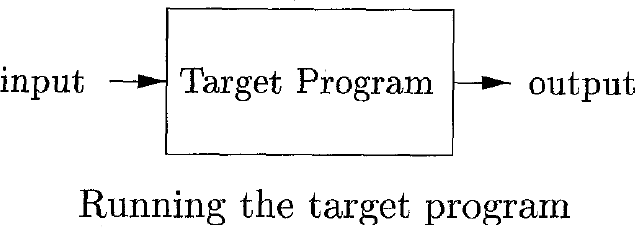 input Target Program output
Running the target program